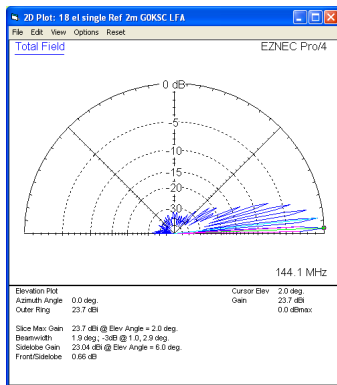 2D Plot: 18 el single Ref 2m G0KSC LFA
File Edit View Options Reset
Total Field
EZNEC Pro/4
0 dB
-5
-10
-15
-20
-30
144.1 MHz
Elevation Plot
Azimuth Angle 0.0 deg.
Outer Ring 23.7 dBi
Cursor Elev 2.0 deg.
Gain 23.7 dBi
0.0 dBmax
Slice Max Gain 23.7 dBi @ Elev Angle = 2.0 deg.
Beamwidth 1.9 deg.; -3dB @ 1.0, 2.9 deg.
Sidelobe Gain 23.04 dBi @ Elev Angle = 6.0 deg.
Front/Sidelobe 0.66 dB